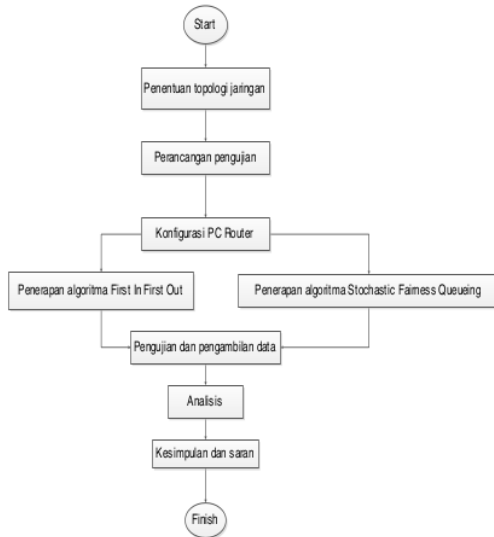 Start
Penentuan topologi jaringan
Perancangan pengujian
Konfigurasi PC Router
Penerapan algoritma First In First Out
Penerapan algoritma Stochastic Fairness Queueing
Pengujian dan pengambilan data
Analisis
Kesimpulan dan saran
Finish